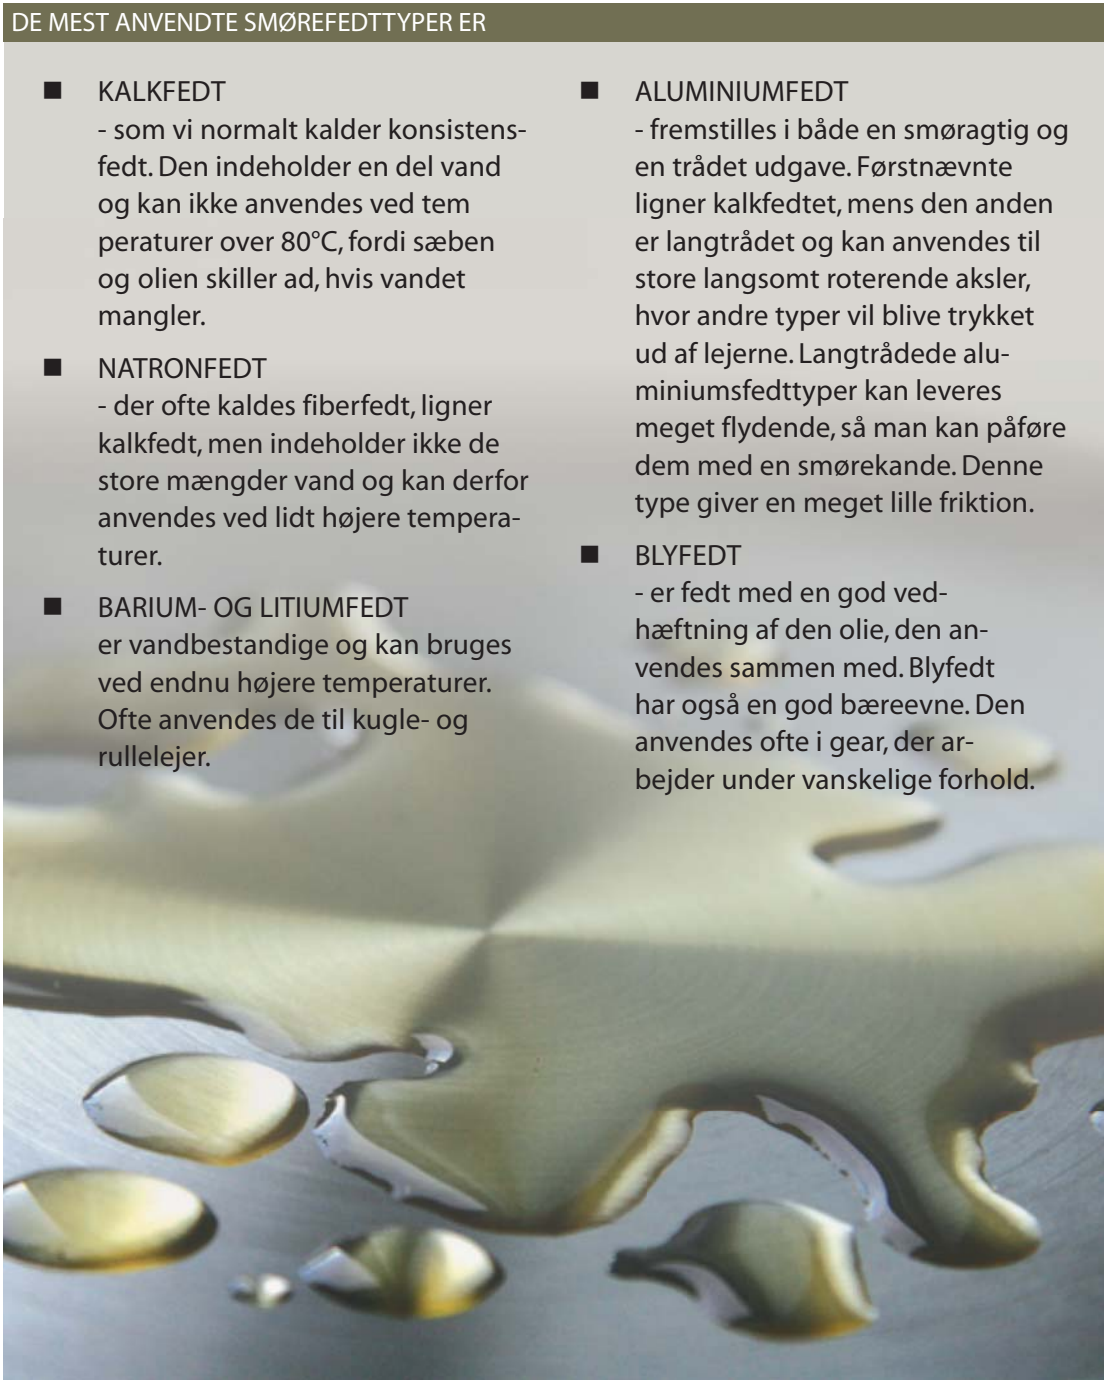 DE MEST ANVENDTE SMØREFEDTTYPER ER
■ KALKFEDT
- som vi normalt kalder konsistens-
fedt. Den indeholder en del vand
og kan ikke anvendes ved tem
peraturer over 80°C, fordi sæben
og olien skiller ad, hvis vandet
mangler.
■ NATRONFEDT
- der ofte kaldes fiberfedt, ligner
kalkfedt, men indeholder ikke de
store mængder vand og kan derfor
anvendes ved lidt højere tempera-
turer.
■ BARIUM- OG LITIUMFEDT
er vandbestandige og kan bruges
ved endnu højere temperaturer.
Ofte anvendes de til kugle- og
rullelejer.
■ ALUMINIUMFEDT
- fremstilles i både en smøragtig og
en trådet udgave. Førstnævnte
ligner kalkfedtet, mens den anden
er langtrådet og kan anvendes til
store langsomt roterende aksler,
hvor andre typer vil blive trykket
ud af lejerne. Langtrådede alu-
miniumsfedttyper kan leveres
meget flydende, så man kan påføre
dem med en smørekande. Denne
type giver en meget lille friktion.
■ BLYFEDT
- er fedt med en god ved-
hæftning af den olie, den an-
vendes sammen med. Blyfedt
har også en god bæreevne. Den
anvendes ofte i gear, der ar-
bejder under vanskelige forhold.